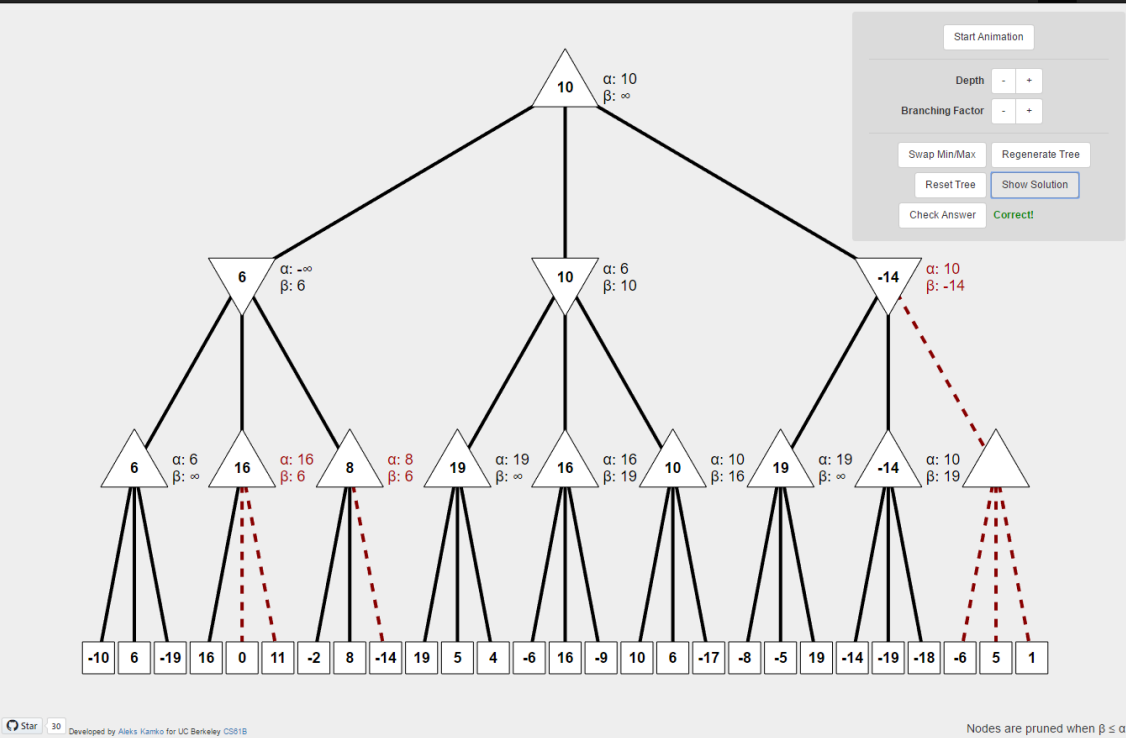 Start Animation
Depth - +
Branching Factor - +
Swap Min/Max Regenerate Tree
Reset Tree Show Solution
Check Answer Correct!
10 α: 10
β: ∞
6 α: -∞
β: 6
10 α: 6
β: 10
-14 α: 10
β: -14
6 α: 6
β: ∞
16 α: 16
β: 6
8 α: 8
β: 6
19 α: 19
β: ∞
16 α: 16
β: 19
10 α: 10
β: 16
19 α: 19
β: ∞
-14 α: 10
β: 19
-10 6 -19 16 0 11 -2 8 -14 19 5 4 -6 16 -9 10 6 -17 -8 -5 19 -14 -19 -18 -6 5 1
Star 30 Developed by Aleks Kamko for UC Berkeley CS61B
Nodes are pruned when β ≤ α